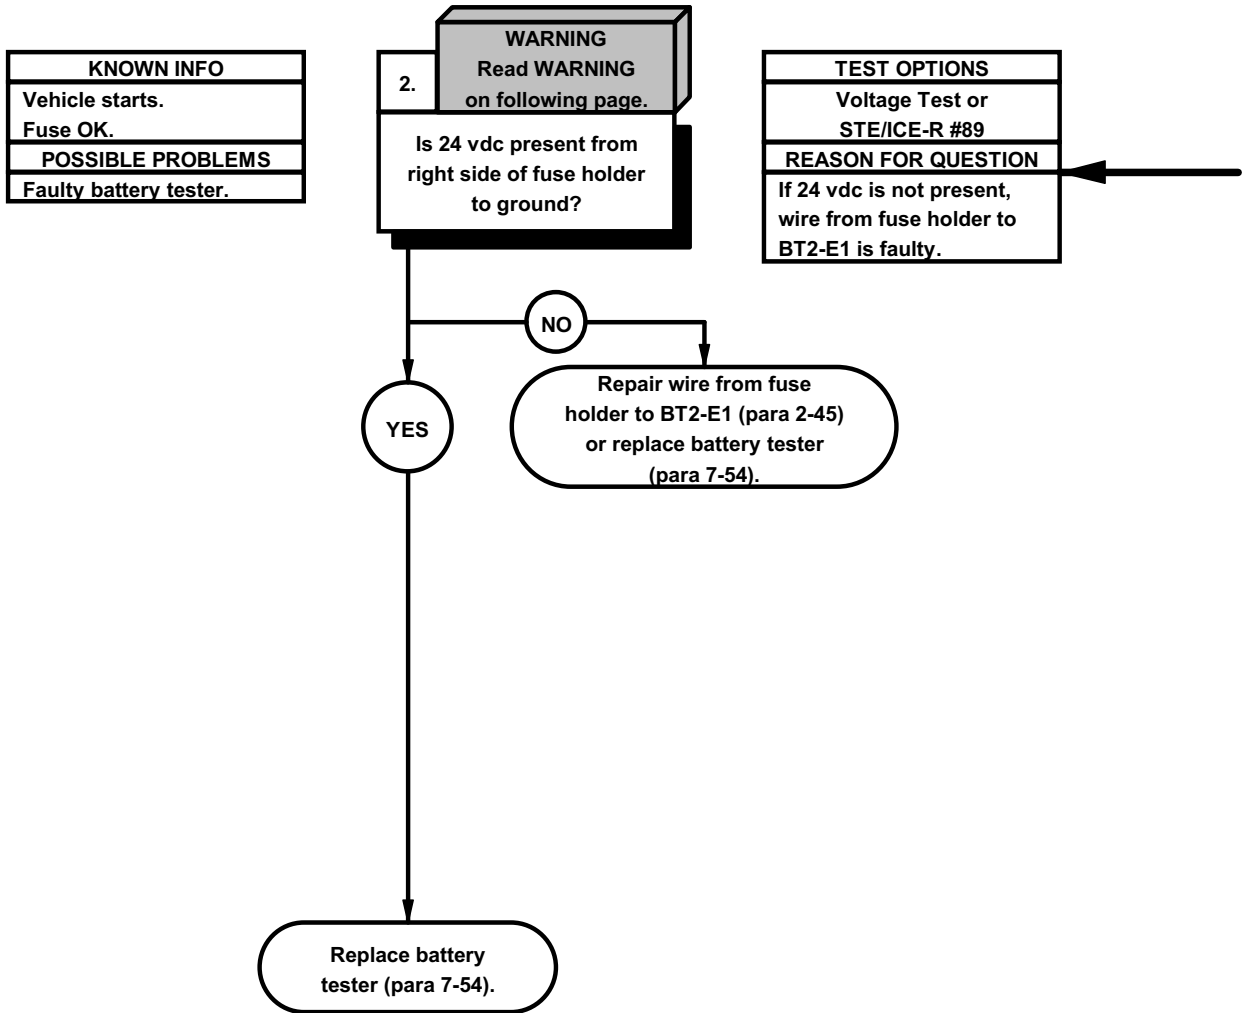 KNOWN INFO
Vehicle starts.
Fuse OK.
POSSIBLE PROBLEMS
Faulty battery tester.
WARNING
Read WARNING
on following page.
2.
Is 24 vdc present from
right side of fuse holder
to ground?
TEST OPTIONS
Voltage Test or
STE/ICE-R #89
REASON FOR QUESTION
If 24 vdc is not present,
wire from fuse holder to
BT2-E1 is faulty.
NO
YES
Repair wire from fuse
holder to BT2-E1 (para 2-45)
or replace battery tester
(para 7-54).
Replace battery
tester (para 7-54).